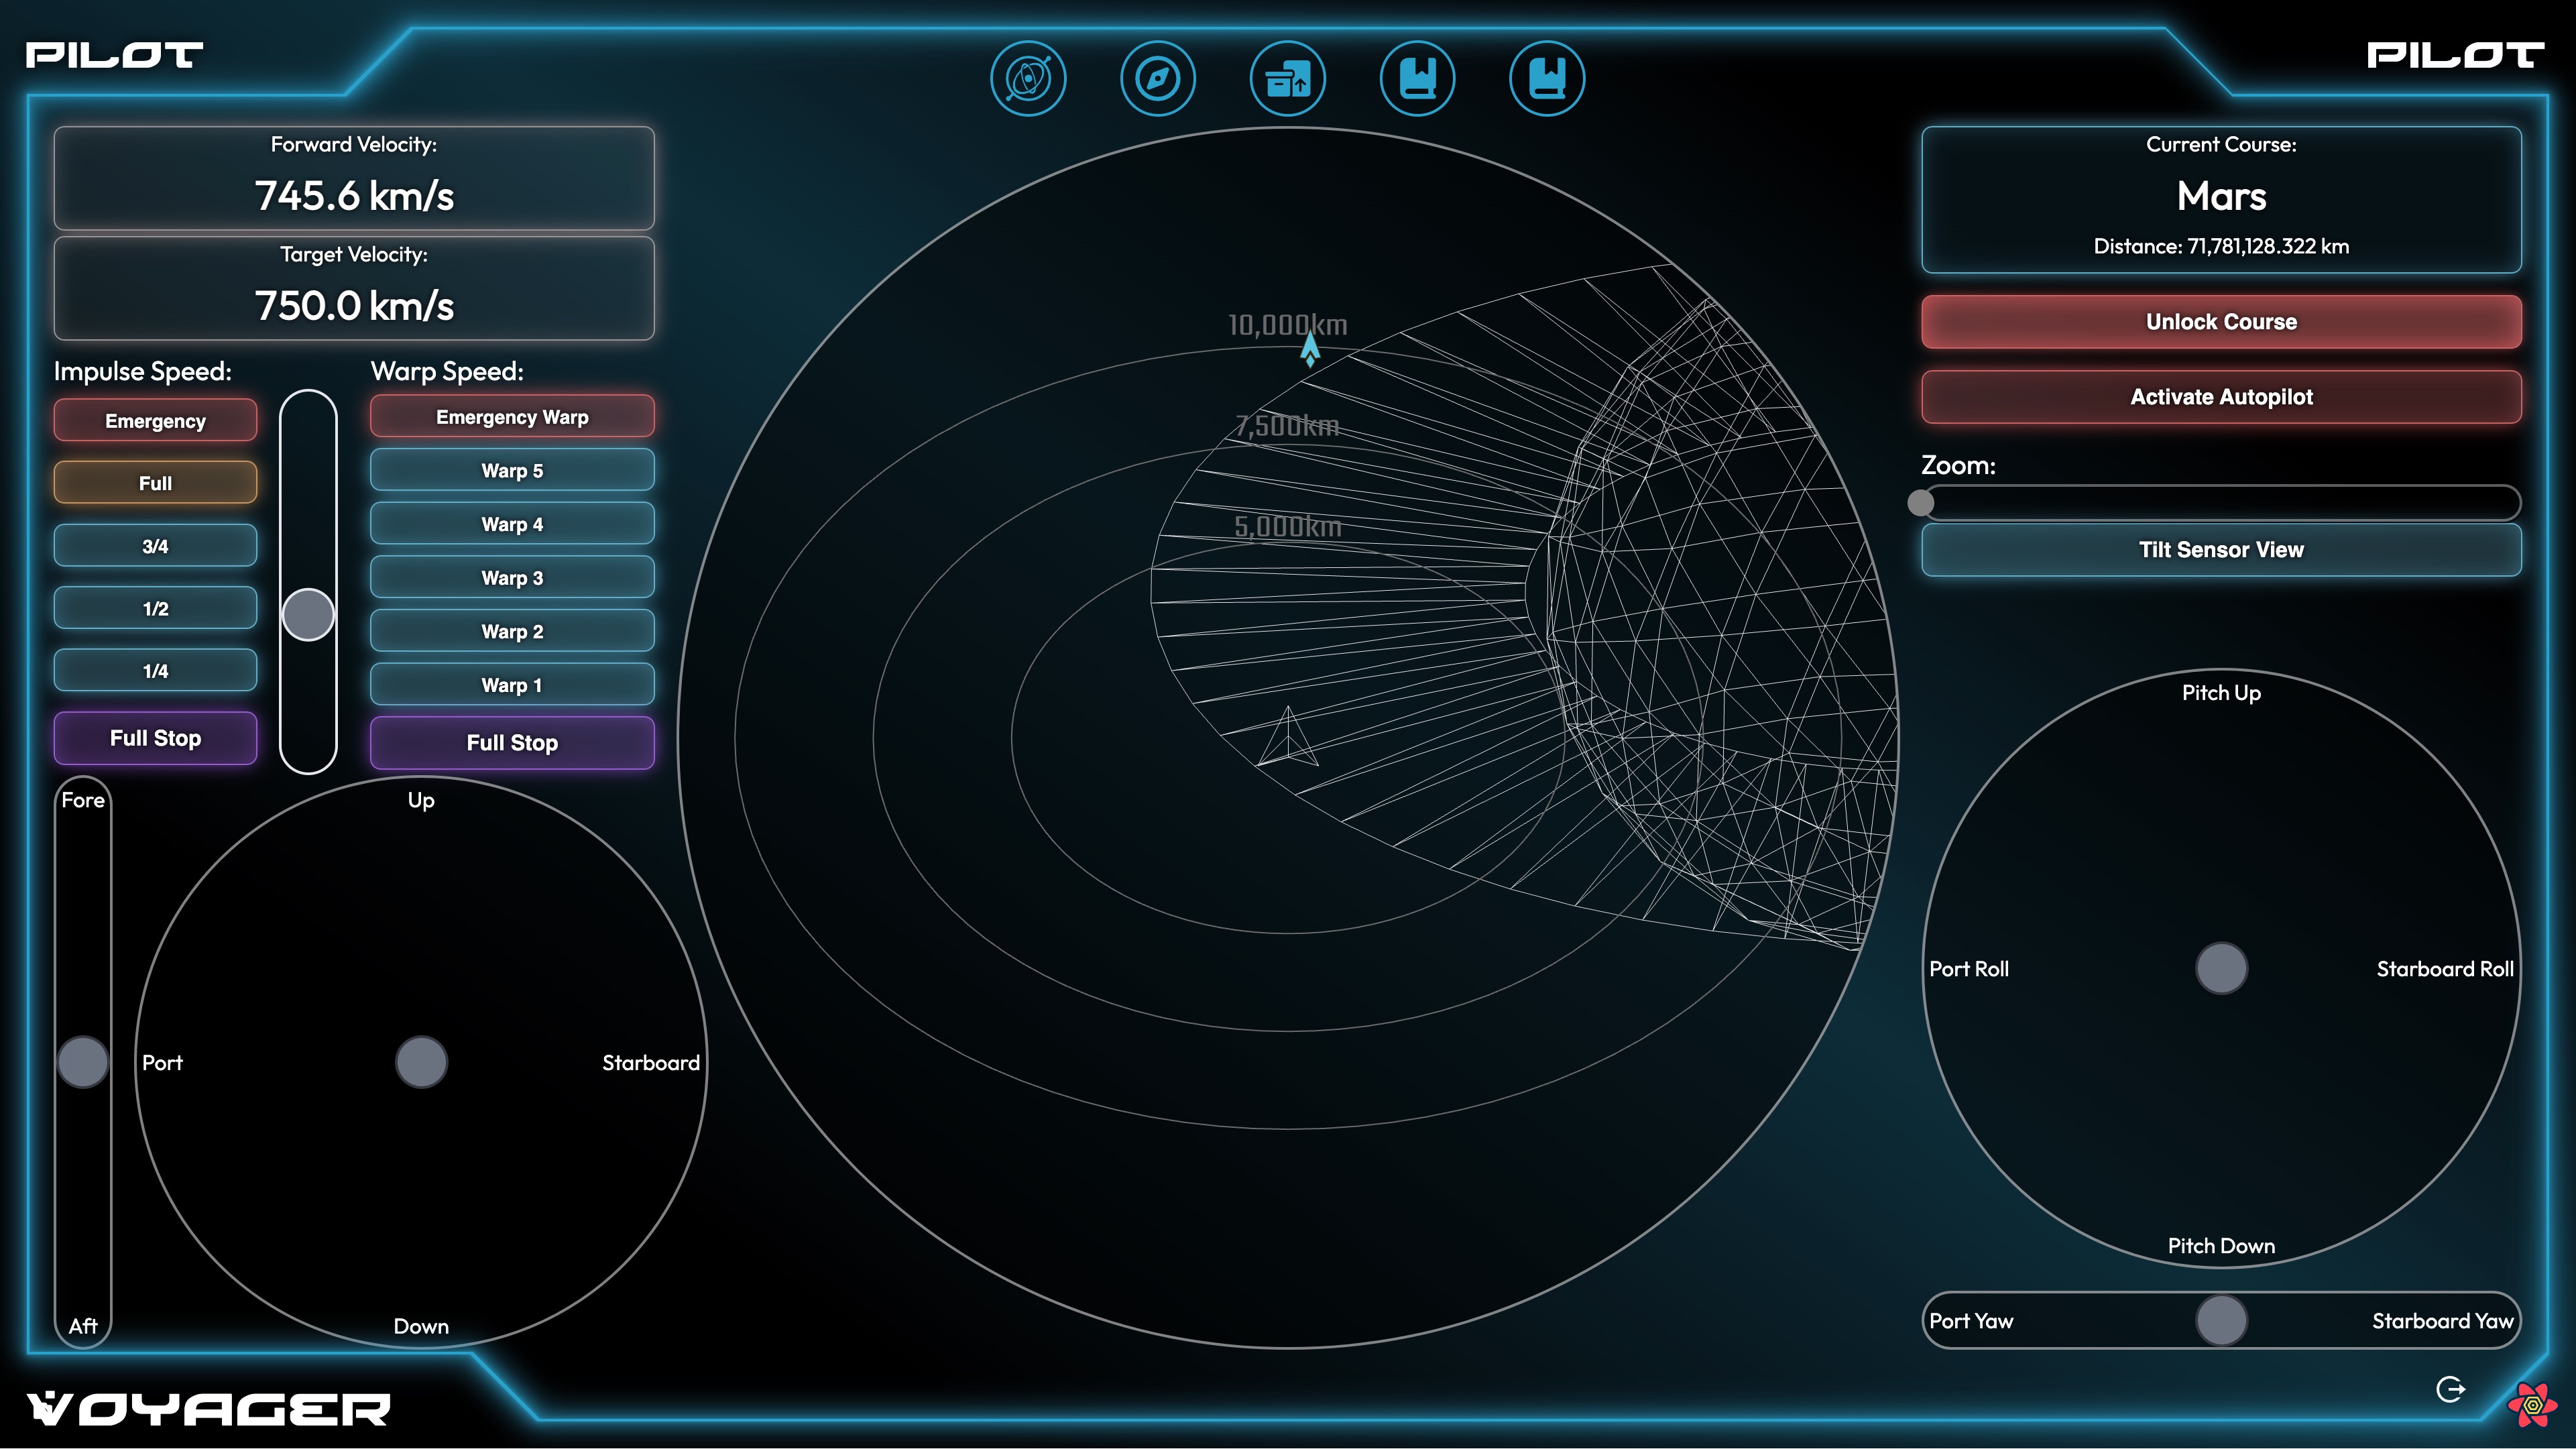 PILOT
PILOT
Forward Velocity:
745.6 km/s
Target Velocity:
750.0 km/s
Impulse Speed:
Emergency
Full
3/4
1/2
1/4
Full Stop
Warp Speed:
Emergency Warp
Warp 5
Warp 4
Warp 3
Warp 2
Warp 1
Full Stop
Fore
Aft
Up
Port
Starboard
Down
10,000km
7,500km
5,000km
Current Course:
Mars
Distance: 71,781,128.322 km
Unlock Course
Activate Autopilot
Zoom:
Tilt Sensor View
Pitch Up
Port Roll
Starboard Roll
Pitch Down
Port Yaw
Starboard Yaw
VOYAGER